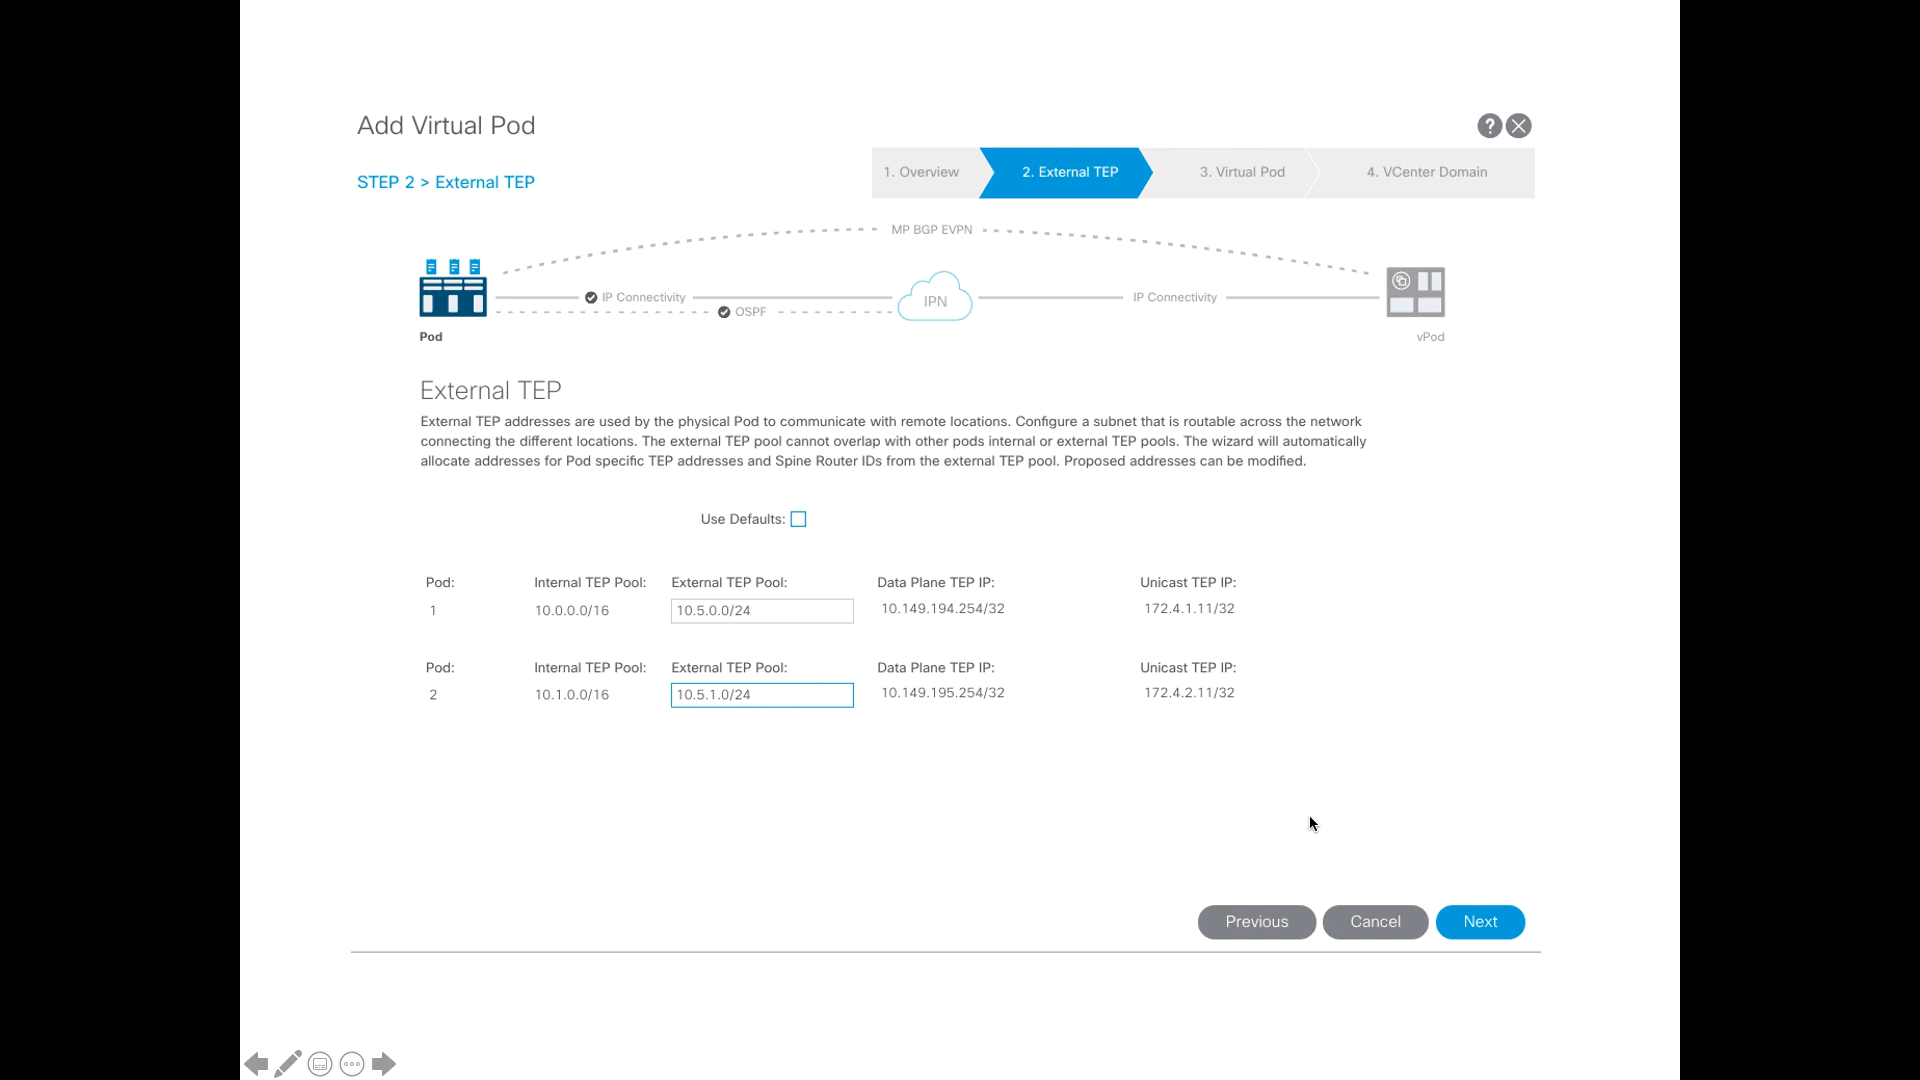 Add Virtual Pod
?
STEP 2 > External TEP
1. Overview
2. External TEP
3. Virtual Pod
4. VCenter Domain
MP BGP EVPN
IP Connectivity
OSPF
IPN
IP Connectivity
Pod
vPod
External TEP
External TEP addresses are used by the physical Pod to communicate with remote locations. Configure a subnet that is routable across the network
connecting the different locations. The external TEP pool cannot overlap with other pods internal or external TEP pools. The wizard will automatically
allocate addresses for Pod specific TEP addresses and Spine Router IDs from the external TEP pool. Proposed addresses can be modified.
Use Defaults:
Pod: Internal TEP Pool: External TEP Pool: Data Plane TEP IP: Unicast TEP IP:
1 10.0.0.0/16 10.5.0.0/24 10.149.194.254/32 172.4.1.11/32
Pod: Internal TEP Pool: External TEP Pool: Data Plane TEP IP: Unicast TEP IP:
2 10.1.0.0/16 10.5.1.0/24 10.149.195.254/32 172.4.2.11/32
Previous
Cancel
Next